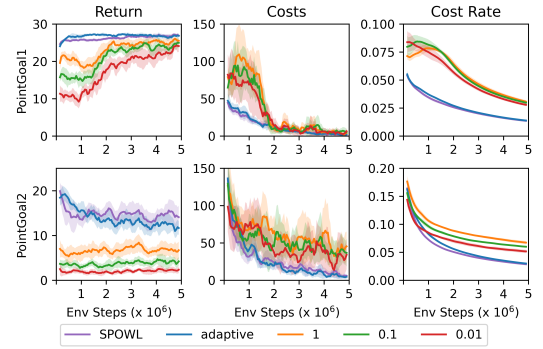 Return Costs Cost Rate
PointGoal1
30
20
10
0
1 2 3 4 5
150
100
50
0
1 2 3 4 5
0.100
0.075
0.050
0.025
0.000
1 2 3 4 5
PointGoal2
20
10
0
1 2 3 4 5
150
100
50
0
1 2 3 4 5
0.20
0.15
0.10
0.05
0.00
1 2 3 4 5
Env Steps (x 10⁶) Env Steps (x 10⁶) Env Steps (x 10⁶)
SPOWL adaptive 1 0.1 0.01